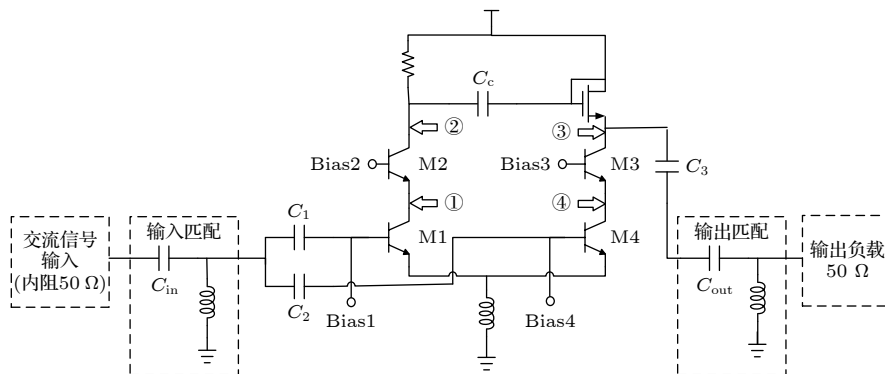 C_c
②
③
Bias2
M2
Bias3
M3
C_3
①
④
C_1
M1
M4
交流信号
输入
(内阻50 Ω)
输入匹配
C_in
C_2
Bias1
Bias4
输出匹配
C_out
输出负载
50 Ω